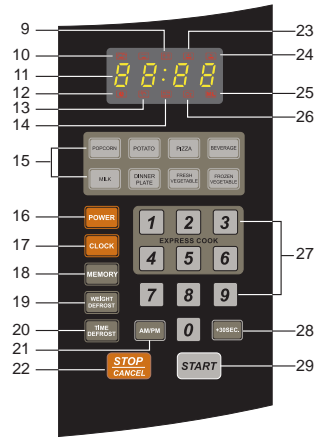 9
23
10
24
11
88:88
12
25
13
14
26
15
POPCORN
POTATO
PIZZA
BEVERAGE
MILK
DINNER
PLATE
FRESH
VEGETABLE
FROZEN
VEGETABLE
16
POWER
1
2
3
EXPRESS COOK
17
CLOCK
4
5
6
27
18
MEMORY
19
WEIGHT
DEFROST
7
8
9
20
TIME
DEFROST
AM/PM
0
+30SEC.
28
21
STOP
CANCEL
START
29
22